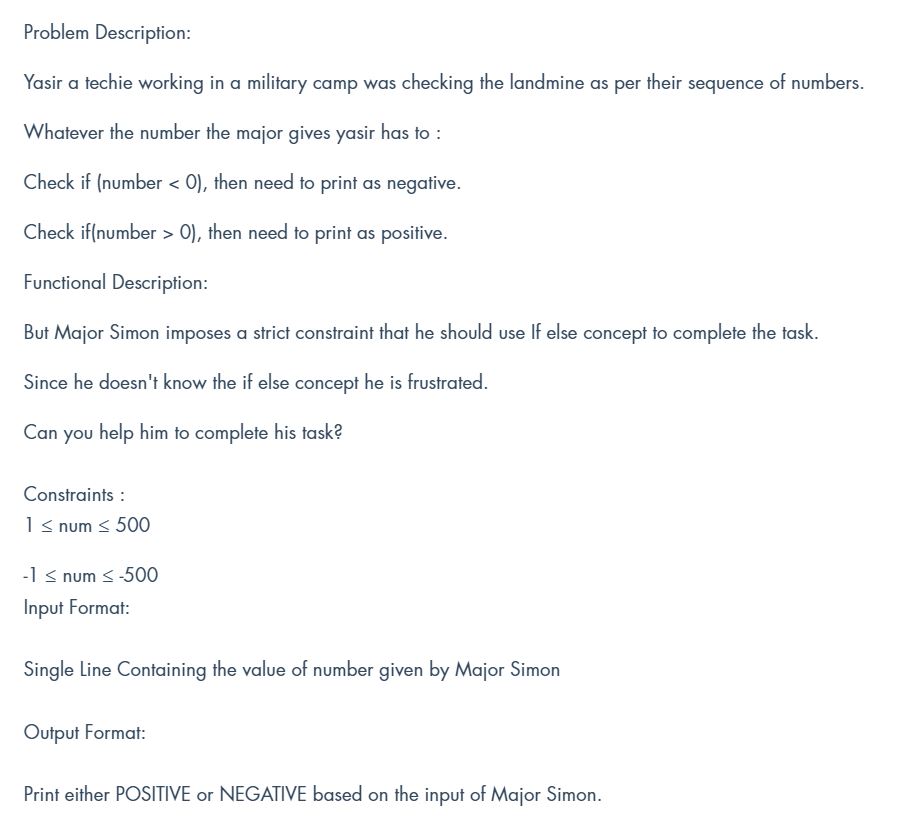 Problem Description:
Yasir a techie working in a military camp was checking the landmine as per their sequence of numbers.
Whatever the number the major gives yasir has to :
Check if (number < 0), then need to print as negative.
Check if(number > 0), then need to print as positive.
Functional Description:
But Major Simon imposes a strict constraint that he should use If else concept to complete the task.
Since he doesn't know the if else concept he is frustrated.
Can you help him to complete his task?
Constraints :
1 ≤ num ≤ 500
-1 ≤ num ≤ -500
Input Format:
Single Line Containing the value of number given by Major Simon
Output Format:
Print either POSITIVE or NEGATIVE based on the input of Major Simon.